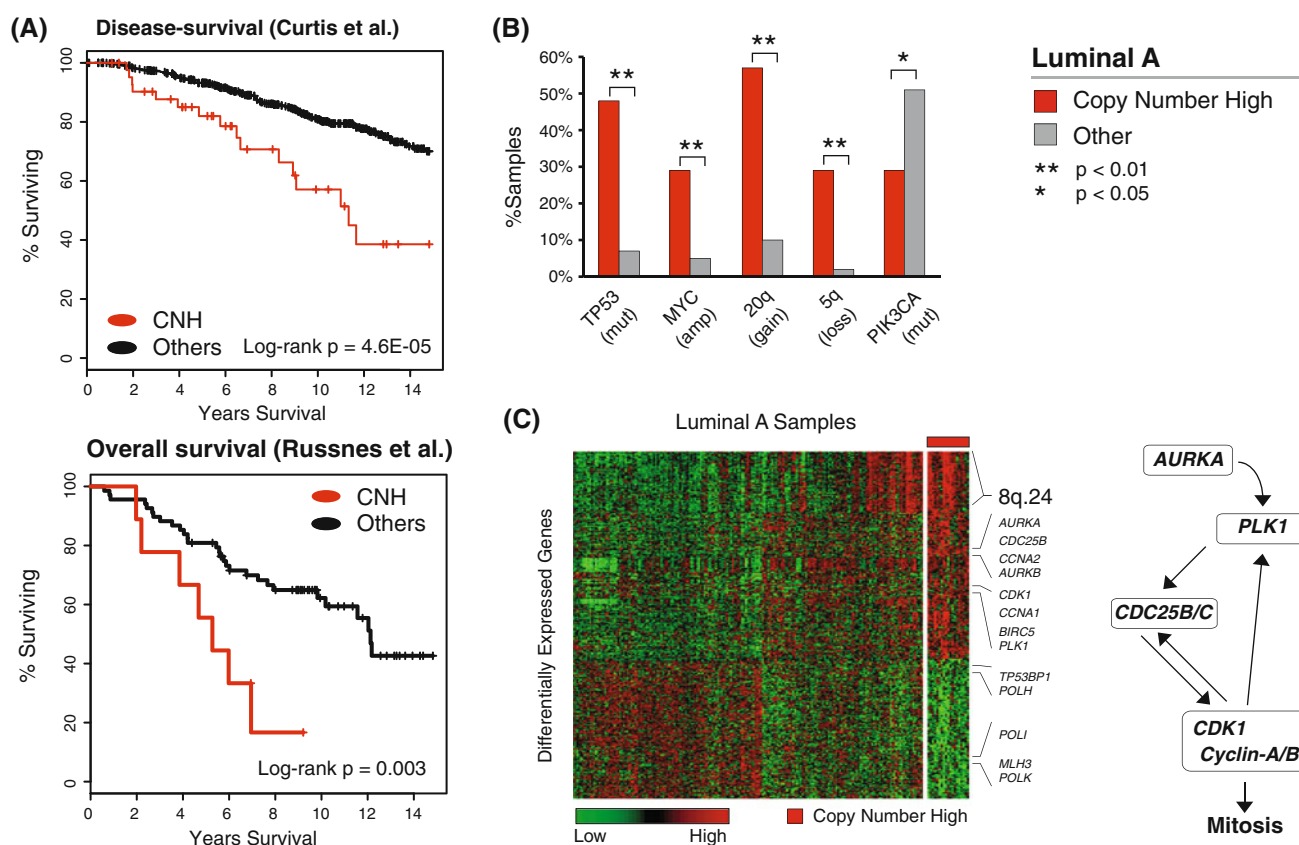 (A)
Disease-survival (Curtis et al.)
% Surviving
100
80
60
40
20
0
CNH
Others
Log-rank p = 4.6E-05
0 2 4 6 8 10 12 14
Years Survival
Overall survival (Russnes et al.)
% Surviving
100
80
60
40
20
0
CNH
Others
Log-rank p = 0.003
0 2 4 6 8 10 12 14
Years Survival
(B)
%Samples
60%
50%
40%
30%
20%
10%
0%
** ** ** ** *
TP53 (mut)
MYC (amp)
20q (gain)
5q (loss)
PIK3CA (mut)
Luminal A
Copy Number High
Other
** p < 0.01
* p < 0.05
(C)
Luminal A Samples
Differentially Expressed Genes
8q.24
AURKA
CDC25B
CCNA2
AURKB
CDK1
CCNA1
BIRC5
PLK1
TP53BP1
POLH
POLI
MLH3
POLK
Low High
Copy Number High
AURKA
PLK1
CDC25B/C
CDK1
Cyclin-A/B
Mitosis